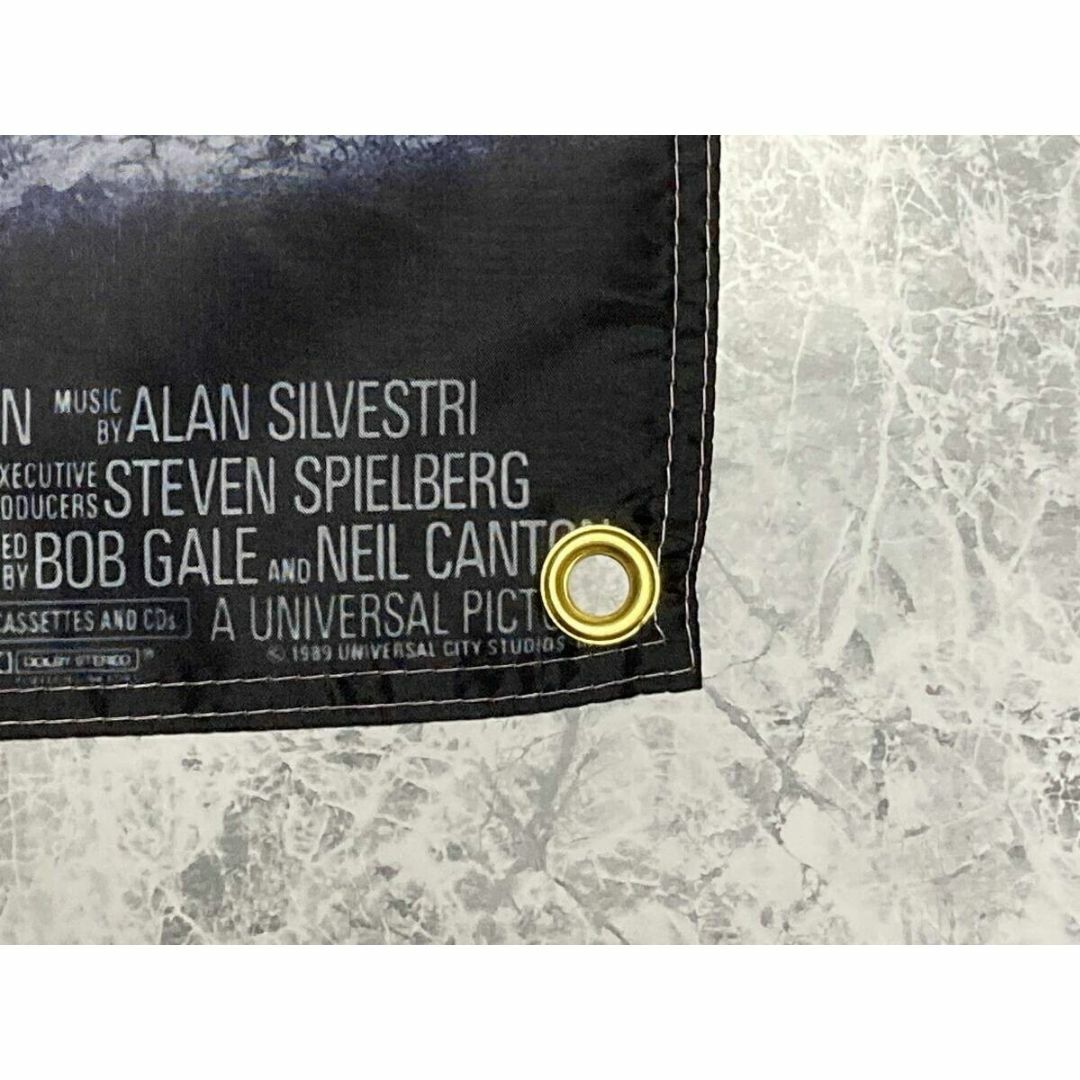 N MUSIC BY ALAN SILVESTRI
XECUTIVE ODUCERS STEVEN SPIELBERG
ED BY BOB GALE AND NEIL CANTON
CASSETTES AND CDs A UNIVERSAL PICTU
© 1989 UNIVERSAL CITY STUDIOS
DOLBY STEREO ®